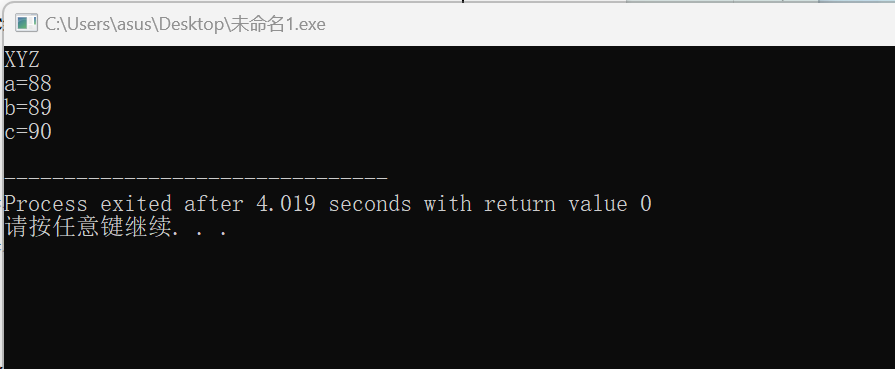 C:\Users\asus\Desktop\未命名1.exe
XYZ
a=88
b=89
c=90
--------------------------------
Process exited after 4.019 seconds with return value 0
请按任意键继续. . .